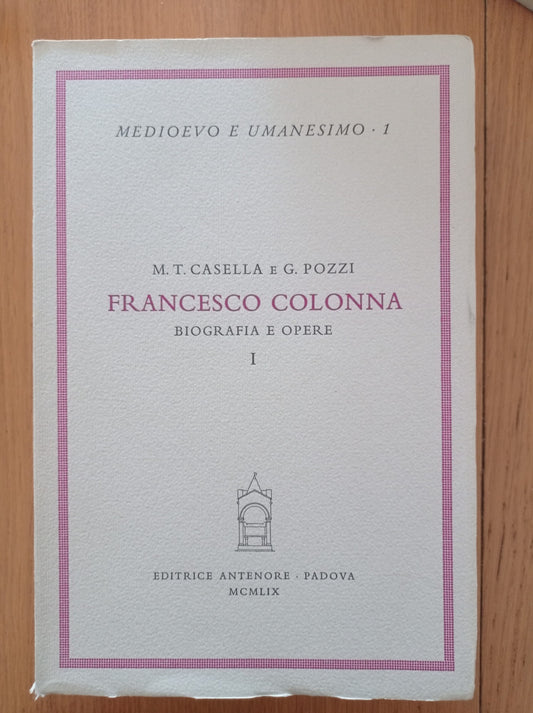 MEDIOEVO E UMANESIMO · 1
M. T. CASELLA E G. POZZI
FRANCESCO COLONNA
BIOGRAFIA E OPERE
I
EDITRICE ANTENORE · PADOVA
MCMLIX